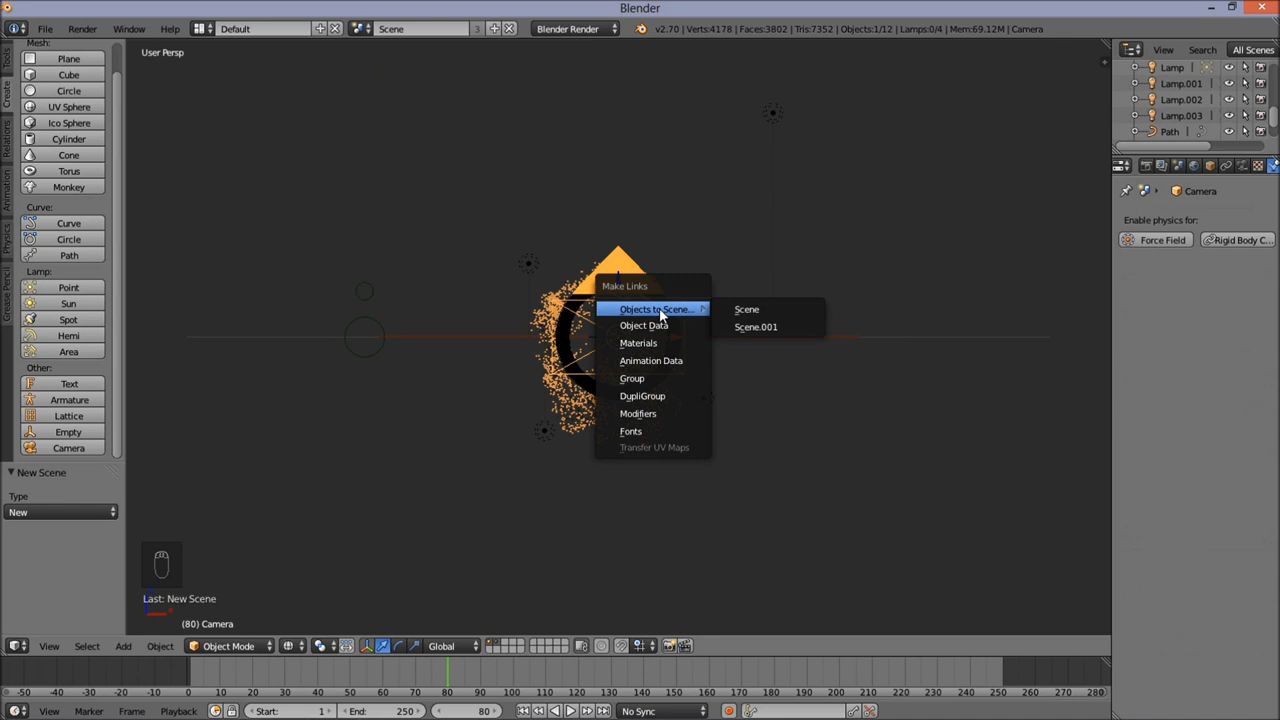 Blender
File Render Window Help Default Scene 3 Blender Render v2.70 | Verts:4178 | Faces:3802 | Tris:7352 | Objects:1/12 | Lamps:0/4 | Mem:69.12M | Camera
View Search All Scenes
Lamp
Lamp.001
Lamp.002
Lamp.003
Path
Camera
Enable physics for:
Force Field Rigid Body C...
Tools
Create
Relations
Animation
Physics
Grease Pencil
Mesh:
Plane
Cube
Circle
UV Sphere
Ico Sphere
Cylinder
Cone
Torus
Monkey
Curve:
Curve
Circle
Path
Lamp:
Point
Sun
Spot
Hemi
Area
Other:
Text
Armature
Lattice
Empty
Camera
New Scene
Type
New
User Persp
Make Links
Objects to Scene...
Object Data
Materials
Animation Data
Group
DupliGroup
Modifiers
Fonts
Transfer UV Maps
Scene
Scene.001
Last: New Scene
(80) Camera
View Select Add Object Object Mode Global
-50 -40 -30 -20 -10 0 10 20 30 40 50 60 70 80 90 100 110 120 130 140 150 160 170 180 190 200 210 220 230 240 250 260 270 280
View Marker Frame Playback Start: 1 End: 250 80 No Sync